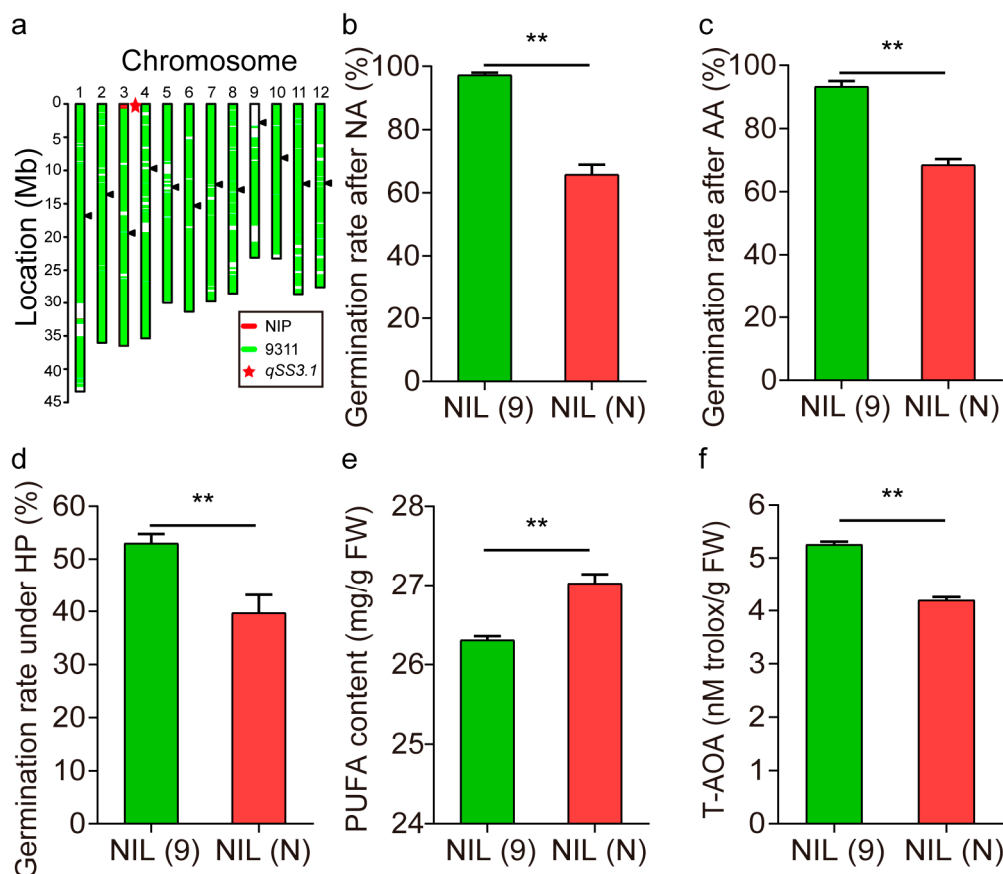 a
Chromosome
1 2 3 4 5 6 7 8 9 10 11 12
Location (Mb)
0
5
10
15
20
25
30
35
40
45
NIP
9311
qSS3.1
b
Germination rate after NA (%)
100
80
60
40
20
0
**
NIL (9) NIL (N)
c
Germination rate after AA (%)
100
80
60
40
20
0
**
NIL (9) NIL (N)
d
Germination rate under HP (%)
60
50
40
30
20
10
0
**
NIL (9) NIL (N)
e
PUFA content (mg/g FW)
28
27
26
25
24
**
NIL (9) NIL (N)
f
T-AOA (nM trolox/g FW)
6
5
4
3
2
1
0
**
NIL (9) NIL (N)